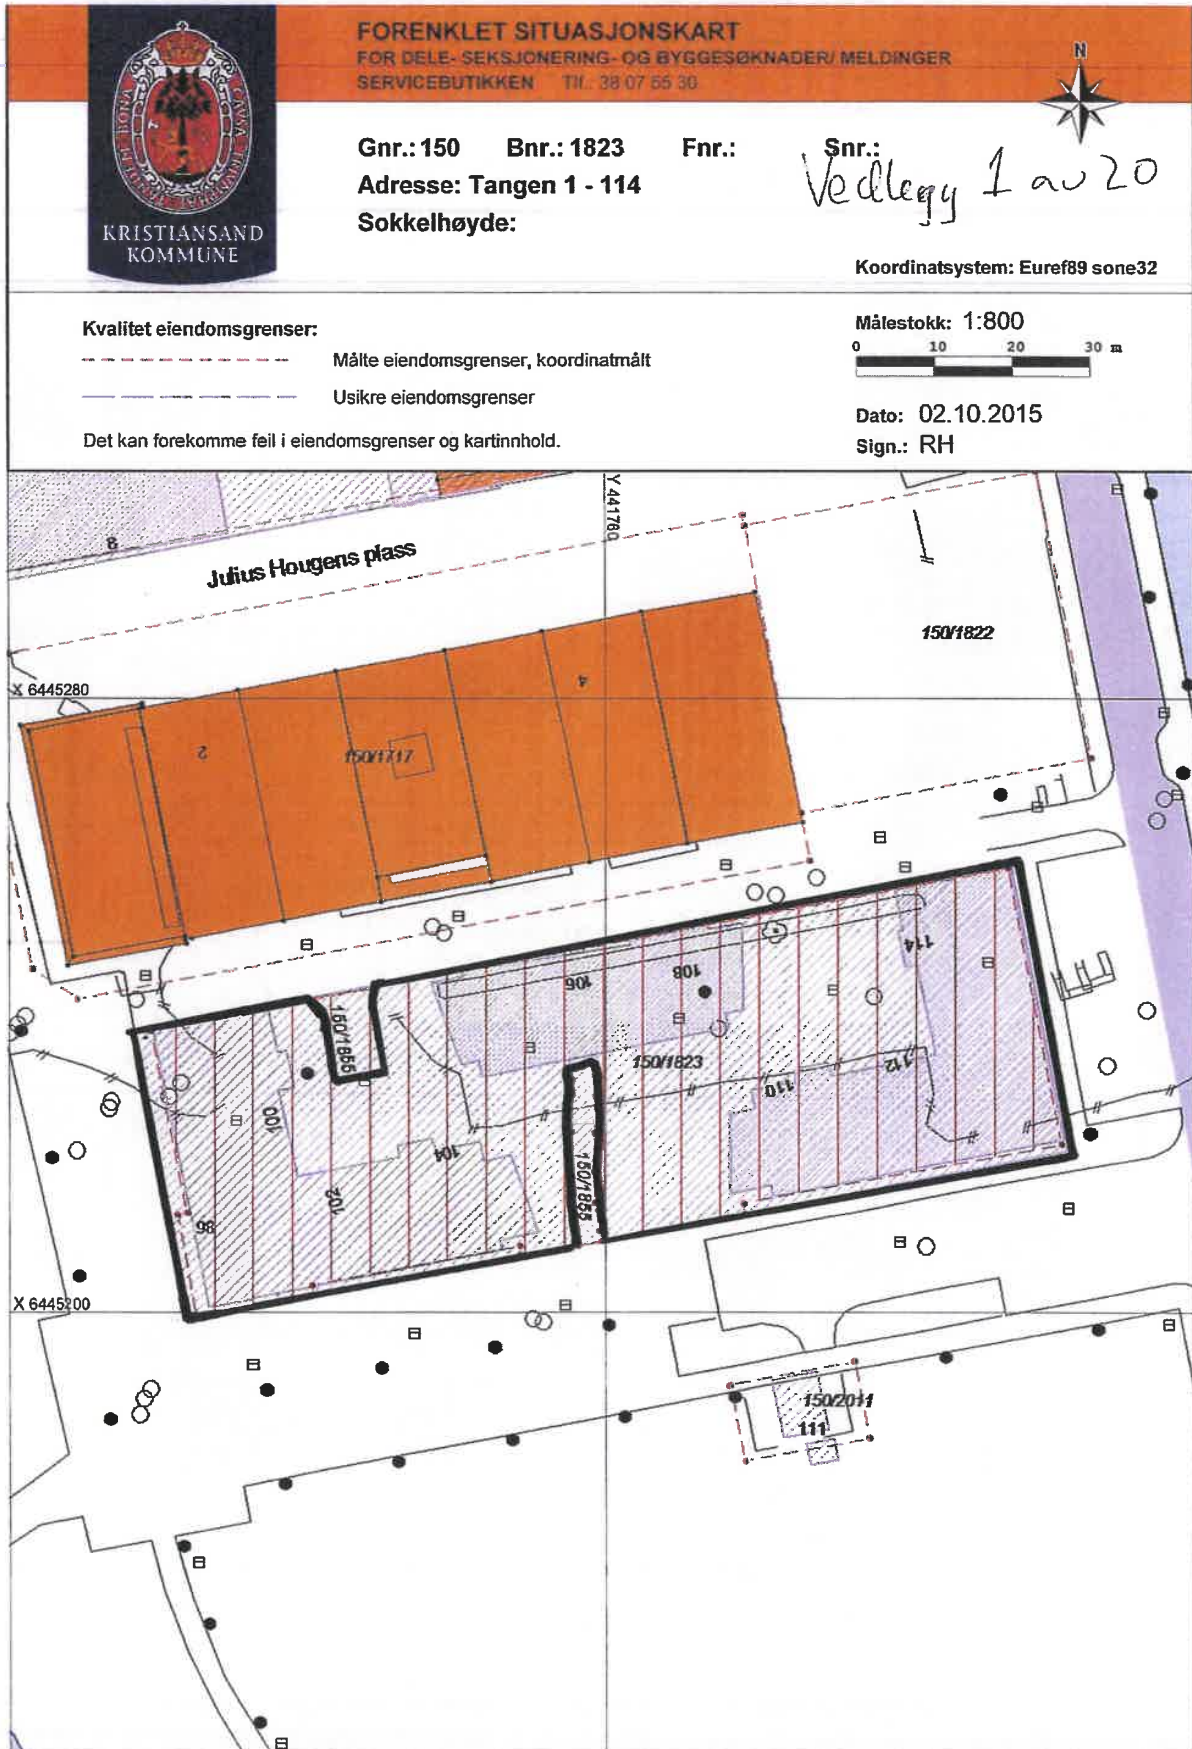 FORENKLET SITUASJONSKART
FOR DELE- SEKSJONERING- OG BYGGESØKNADER/ MELDINGER
SERVICEBUTIKKEN Tlf.: 38 07 55 30
N
KRISTIANSAND
KOMMUNE
Gnr.: 150 Bnr.: 1823 Fnr.: Snr.:
Adresse: Tangen 1 - 114
Sokkelhøyde:
Vedlegg 1 av 20
Koordinatsystem: Euref89 sone32
Kvalitet eiendomsgrenser:
Målte eiendomsgrenser, koordinatmålt
Usikre eiendomsgrenser
Det kan forekomme feil i eiendomsgrenser og kartinnhold.
Målestokk: 1:800
0 10 20 30 m
Dato: 02.10.2015
Sign.: RH
Y 441760
8
Julius Hougens plass
150/1822
X 6445280
4
2
150/1717
114
108
106
150/1856
150/1823
112
110
100
104
150/1855
102
98
X 6445200
150/2011
111